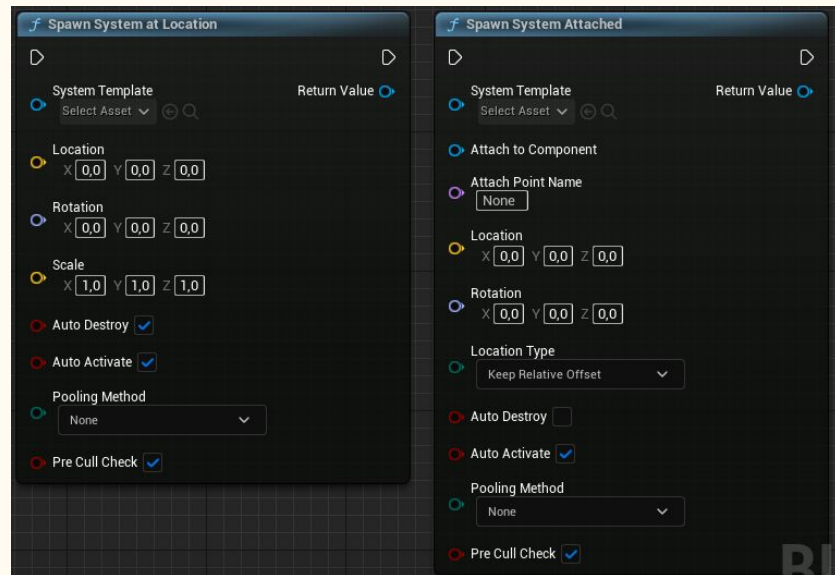 f Spawn System at Location
System Template
Return Value
Select Asset
Location
X 0,0 Y 0,0 Z 0,0
Rotation
X 0,0 Y 0,0 Z 0,0
Scale
X 1,0 Y 1,0 Z 1,0
Auto Destroy
Auto Activate
Pooling Method
None
Pre Cull Check
f Spawn System Attached
System Template
Return Value
Select Asset
Attach to Component
Attach Point Name
None
Location
X 0,0 Y 0,0 Z 0,0
Rotation
X 0,0 Y 0,0 Z 0,0
Location Type
Keep Relative Offset
Auto Destroy
Auto Activate
Pooling Method
None
Pre Cull Check